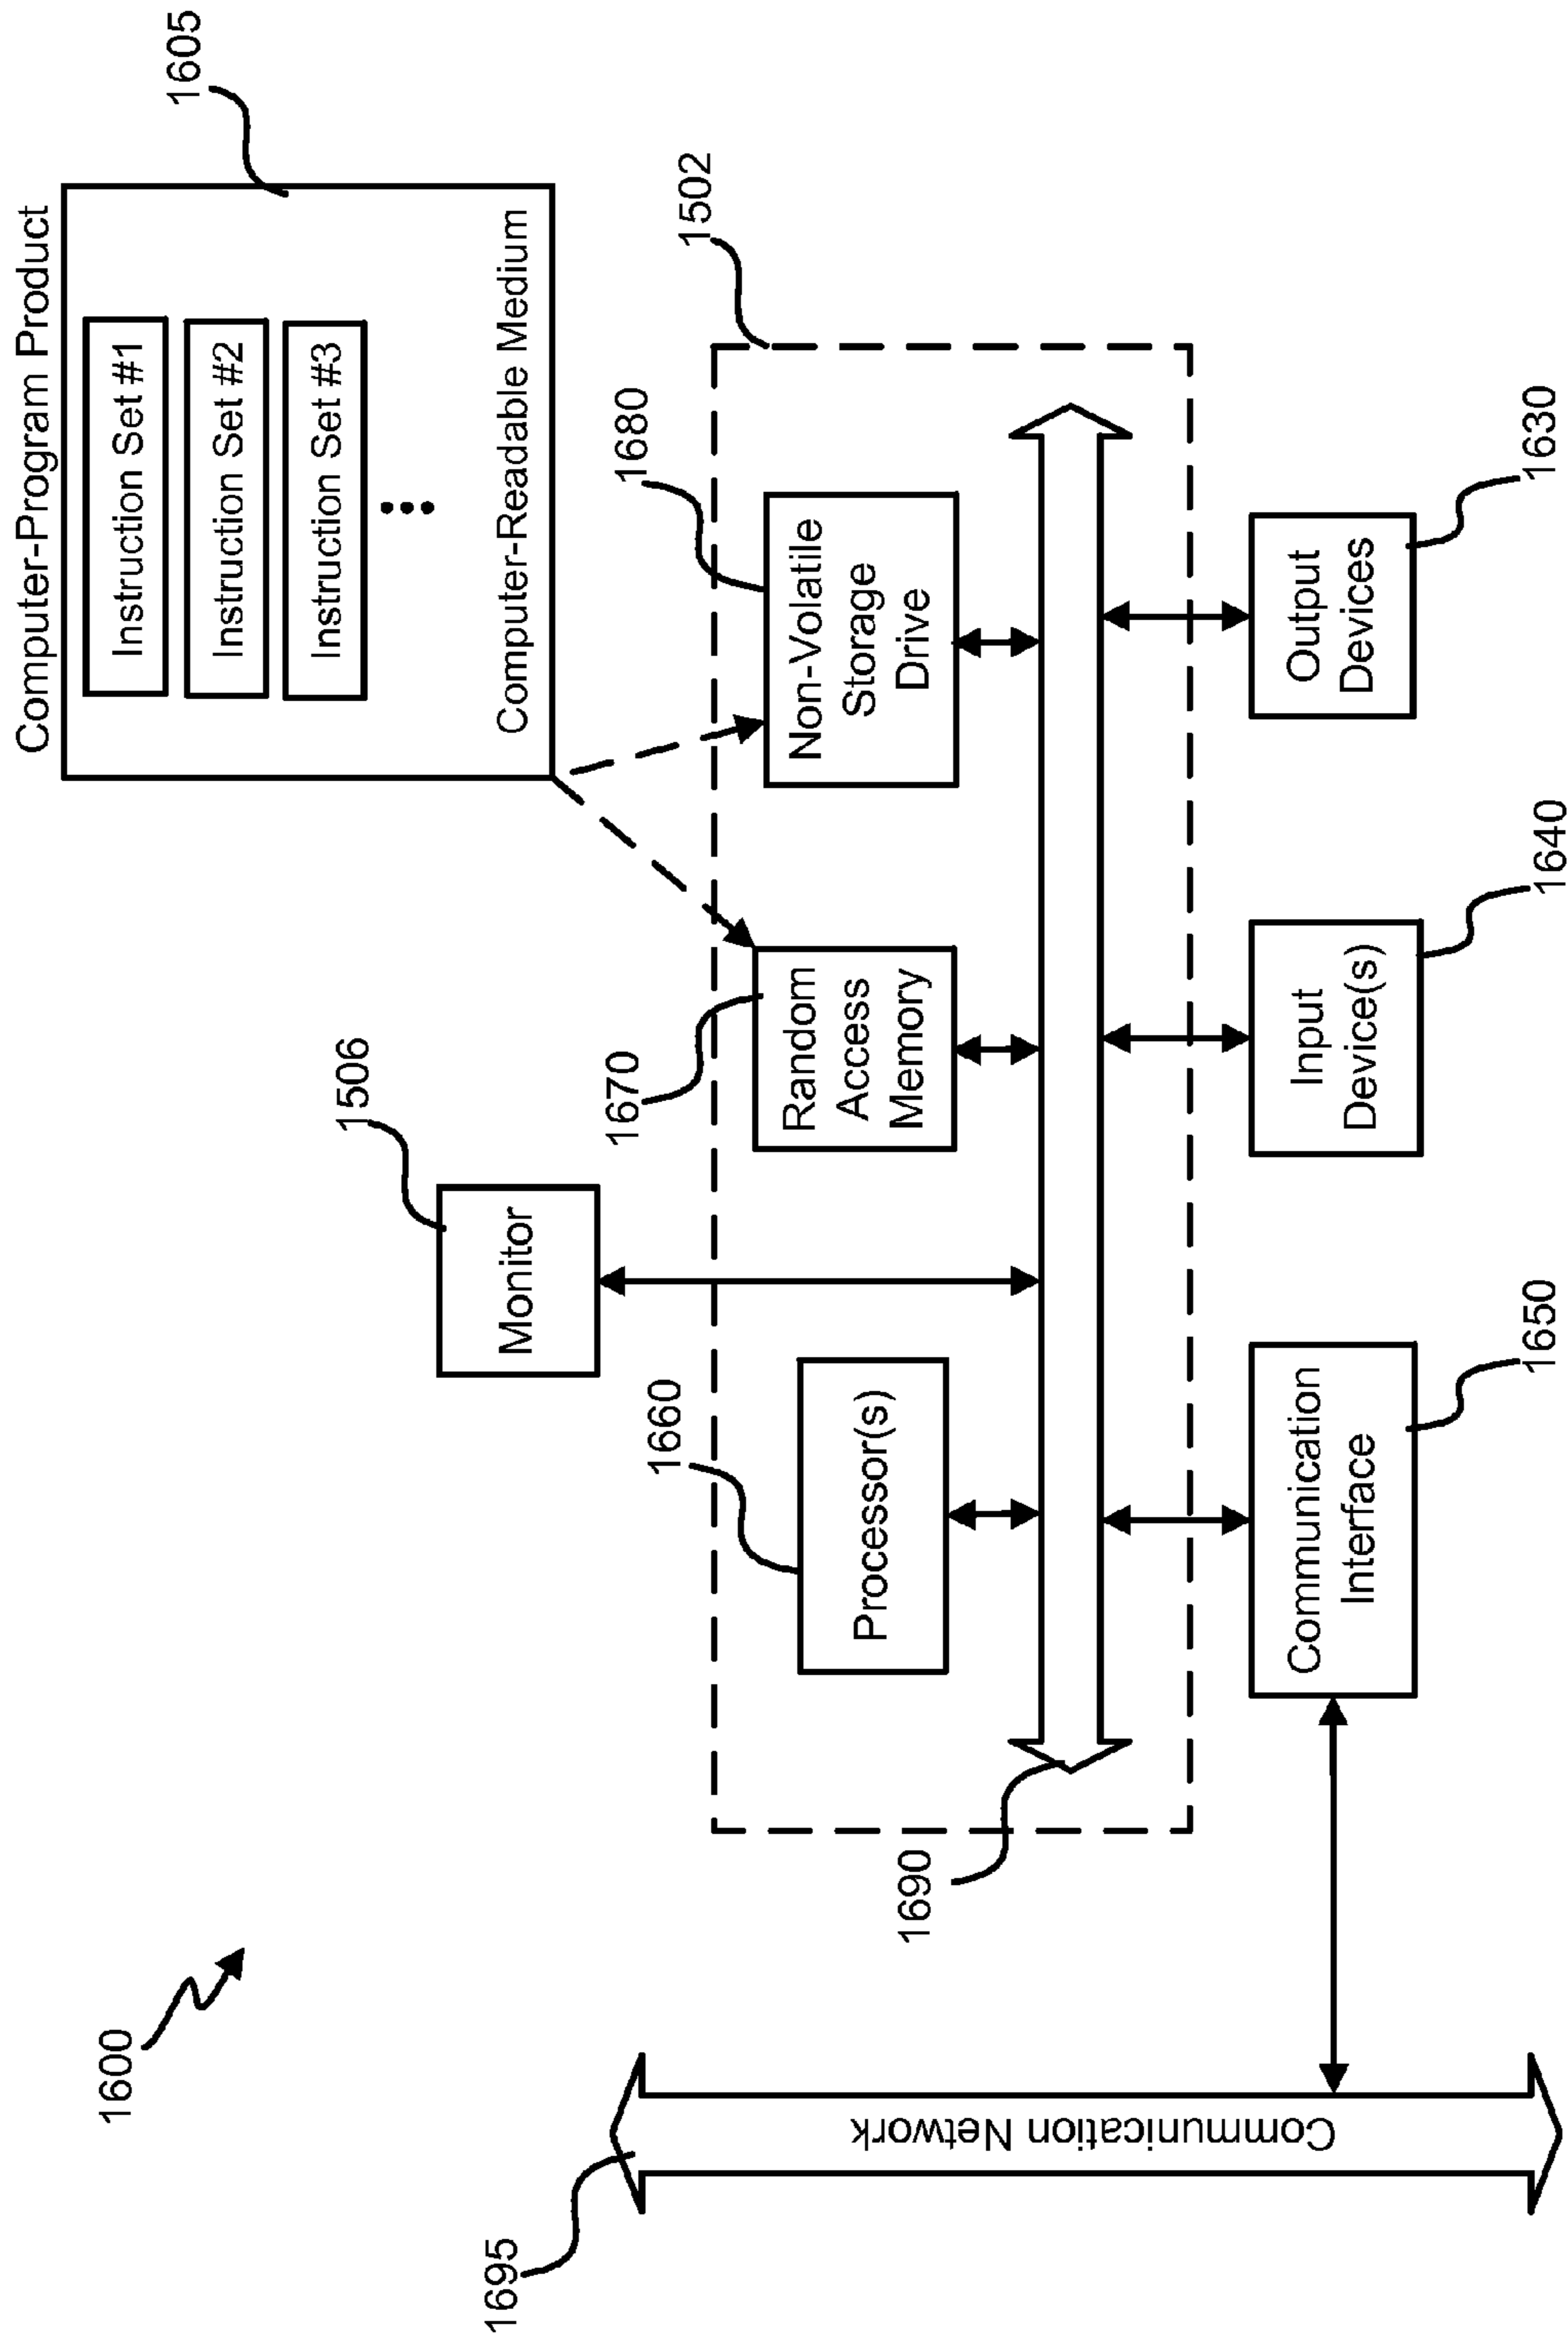 1600
Computer-Program Product
Instruction Set #1
Instruction Set #2
Instruction Set #3
Computer-Readable Medium
1605
1506
Monitor
1502
1660
Processor(s)
1670
Random
Access
Memory
1680
Non-Volatile
Storage
Drive
1690
1695
Communication Network
Communication
Interface
1650
Input
Device(s)
1640
Output
Devices
1630